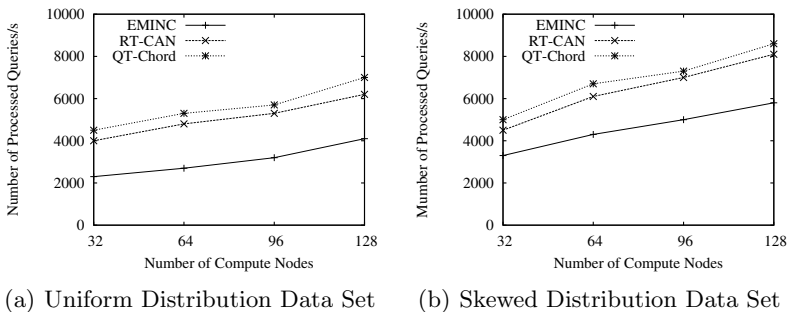 Number of Processed Queries/s
10000
8000
6000
4000
2000
0
EMINC
RT-CAN
QT-Chord
32 64 96 128
Number of Compute Nodes
(a) Uniform Distribution Data Set
Mumber of Processed Queries/s
10000
8000
6000
4000
2000
0
EMINC
RT-CAN
QT-Chord
32 64 96 128
Number of Compute Nodes
(b) Skewed Distribution Data Set